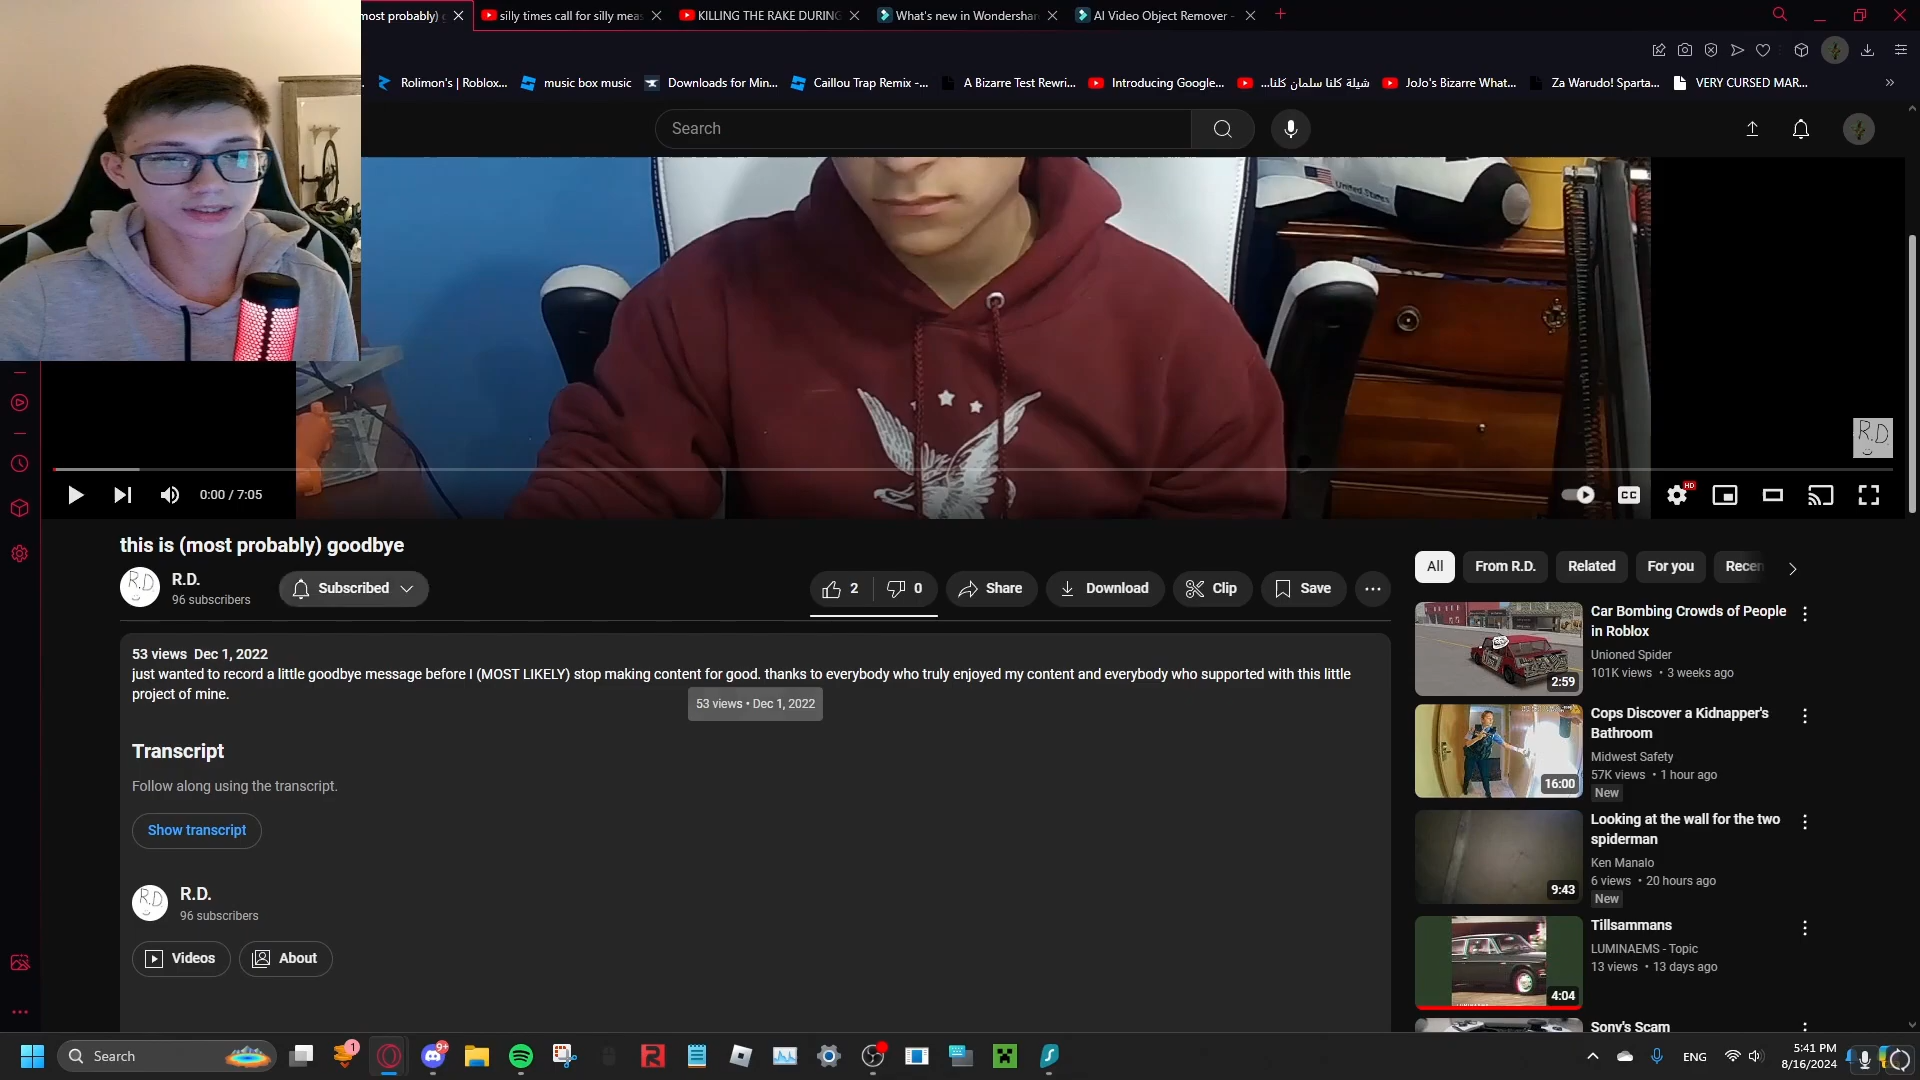 most probably)
silly times call for silly mea
KILLING THE RAKE DURING
What's new in Wondersha
AI Video Object Remover -
Rolimon's | Roblox...
music box music
Downloads for Min...
Caillou Trap Remix -...
A Bizarre Test Rewri...
Introducing Google...
شيلة كلنا سلمان كلنا...
JoJo's Bizarre What...
Za Warudo! Sparta...
VERY CURSED MAR...
Search
United States
R.D.
0:00 / 7:05
CC
HD
this is (most probably) goodbye
R.D.
96 subscribers
Subscribed
2
0
Share
Download
Clip
Save
53 views Dec 1, 2022
just wanted to record a little goodbye message before I (MOST LIKELY) stop making content for good. thanks to everybody who truly enjoyed my content and everybody who supported with this little
project of mine.
53 views • Dec 1, 2022
Transcript
Follow along using the transcript.
Show transcript
R.D.
96 subscribers
Videos
About
All
From R.D.
Related
For you
Recen
Car Bombing Crowds of People
in Roblox
Unioned Spider
101K views • 3 weeks ago
2:59
Cops Discover a Kidnapper's
Bathroom
Midwest Safety
57K views • 1 hour ago
New
16:00
Looking at the wall for the two
spiderman
Ken Manalo
6 views • 20 hours ago
New
9:43
Tillsammans
LUMINAEMS - Topic
13 views • 13 days ago
4:04
Sony's Scam
Search
1
9+
ENG
5:41 PM
8/16/2024